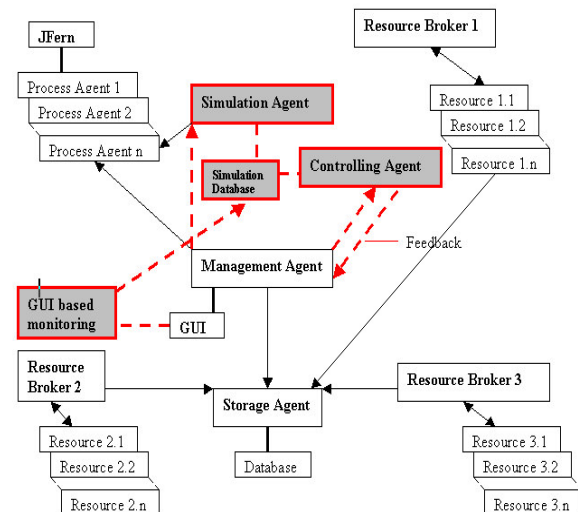 JFern
Process Agent 1
Process Agent 2
Process Agent n
Simulation Agent
Simulation
Database
Controlling Agent
Resource Broker 1
Resource 1.1
Resource 1.2
Resource 1.n
Feedback
Management Agent
GUI
GUI based
monitoring
Resource
Broker 2
Resource 2.1
Resource 2.2
Resource 2.n
Storage Agent
Database
Resource Broker 3
Resource 3.1
Resource 3.2
Resource 3.n